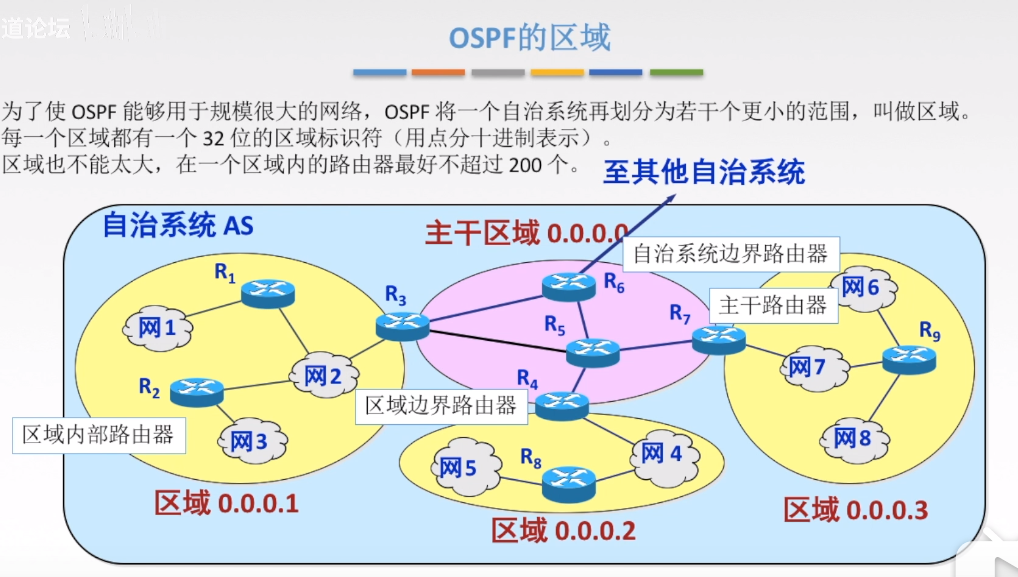 道论坛
OSPF的区域
为了使 OSPF 能够用于规模很大的网络，OSPF 将一个自治系统再划分为若干个更小的范围，叫做区域。
每一个区域都有一个 32 位的区域标识符（用点分十进制表示）。
区域也不能太大，在一个区域内的路由器最好不超过 200 个。
至其他自治系统
自治系统 AS
主干区域 0.0.0.0
自治系统边界路由器
R1
R3
R6
网6
主干路由器
网1
R5
R7
R9
网2
网7
R2
R4
区域边界路由器
区域内部路由器
网3
网8
网5
R8
网4
区域 0.0.0.1
区域 0.0.0.2
区域 0.0.0.3